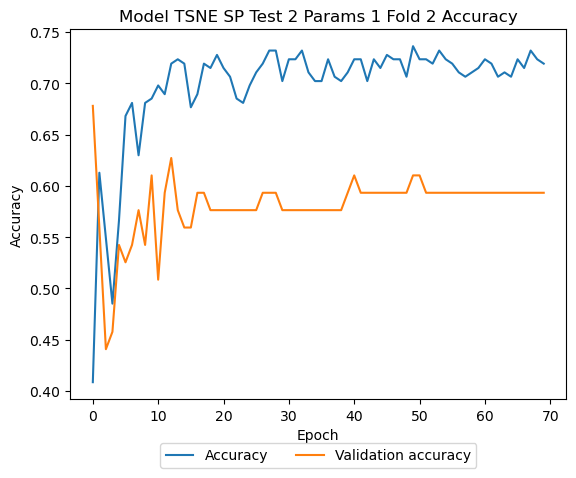 Model TSNE SP Test 2 Params 1 Fold 2 Accuracy
0.75
0.70
0.65
0.60
0.55
0.50
0.45
0.40
Accuracy
0 10 20 30 40 50 60 70
Epoch
Accuracy Validation accuracy